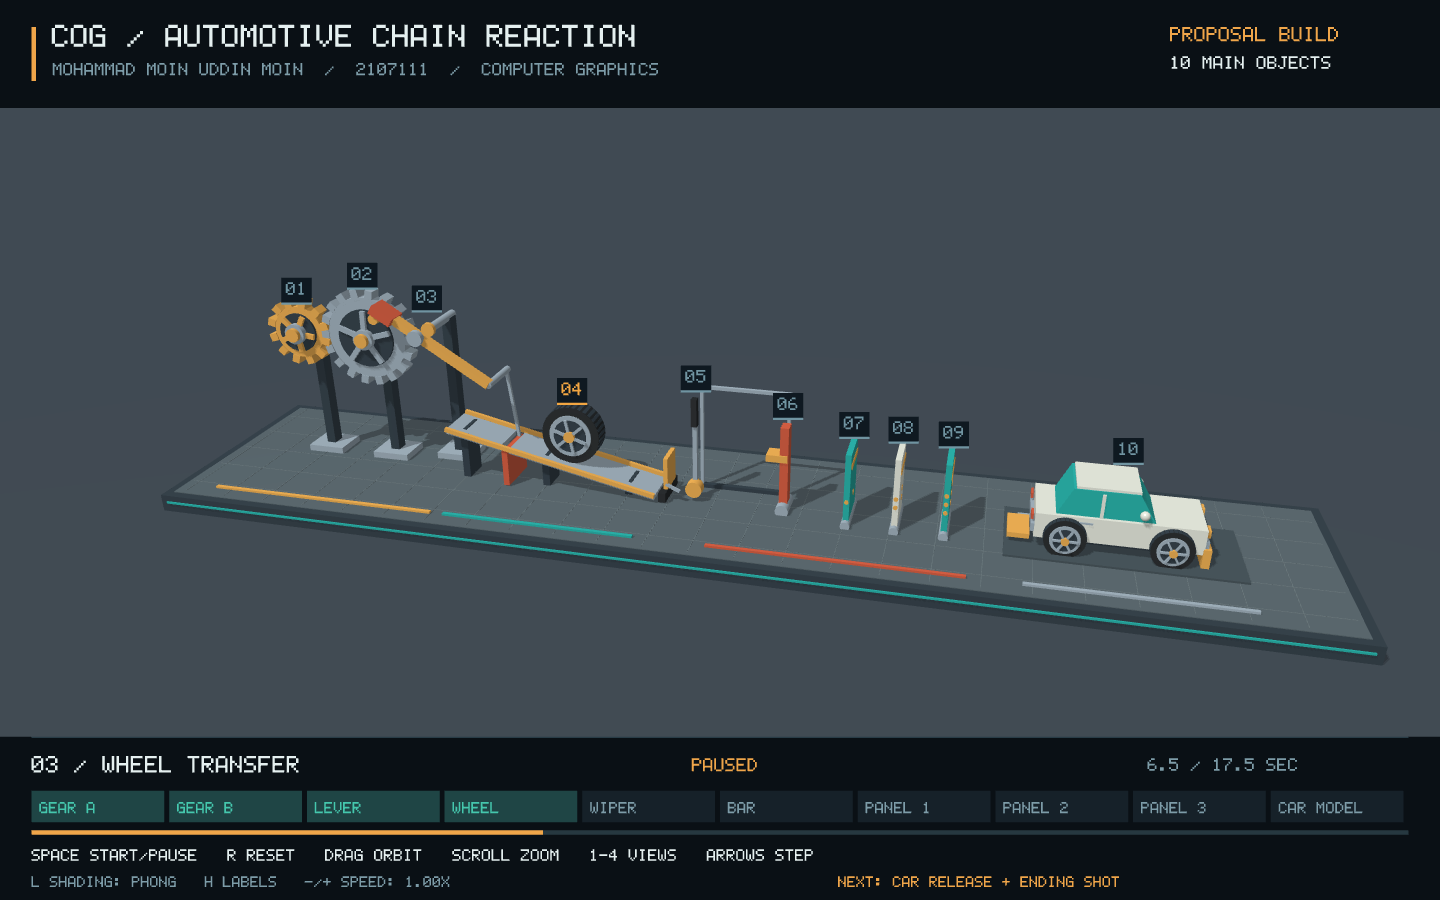 COG / AUTOMOTIVE CHAIN REACTION
MOHAMMAD MOIN UDDIN MOIN / 2107111 / COMPUTER GRAPHICS
PROPOSAL BUILD
10 MAIN OBJECTS
01
02
03
04
05
06
07
08
09
10
03 / WHEEL TRANSFER
PAUSED
6.5 / 17.5 SEC
GEAR A
GEAR B
LEVER
WHEEL
WIPER
BAR
PANEL 1
PANEL 2
PANEL 3
CAR MODEL
SPACE START/PAUSE R RESET DRAG ORBIT SCROLL ZOOM 1-4 VIEWS ARROWS STEP
L SHADING: PHONG H LABELS -/+ SPEED: 1.00X
NEXT: CAR RELEASE + ENDING SHOT